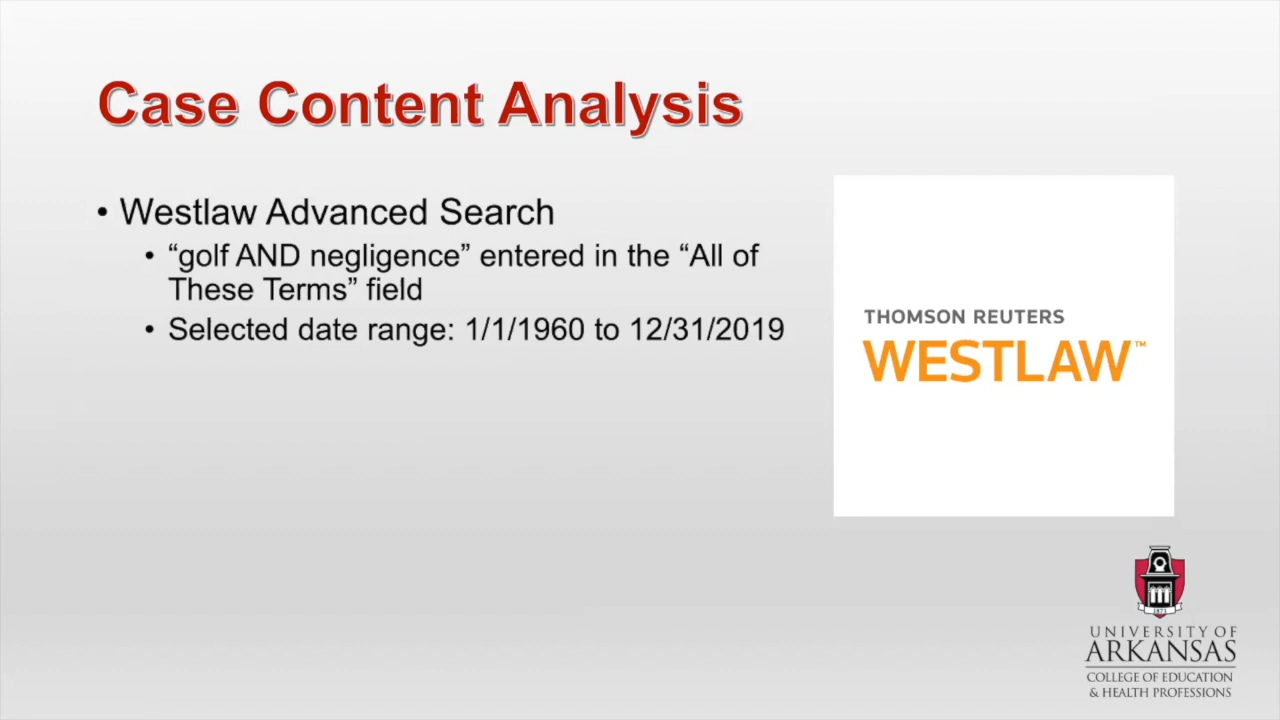 Case Content Analysis
• Westlaw Advanced Search
• “golf AND negligence” entered in the “All of
These Terms” field
• Selected date range: 1/1/1960 to 12/31/2019
THOMSON REUTERS
WESTLAW™
1871
UNIVERSITY OF
ARKANSAS
COLLEGE OF EDUCATION
& HEALTH PROFESSIONS